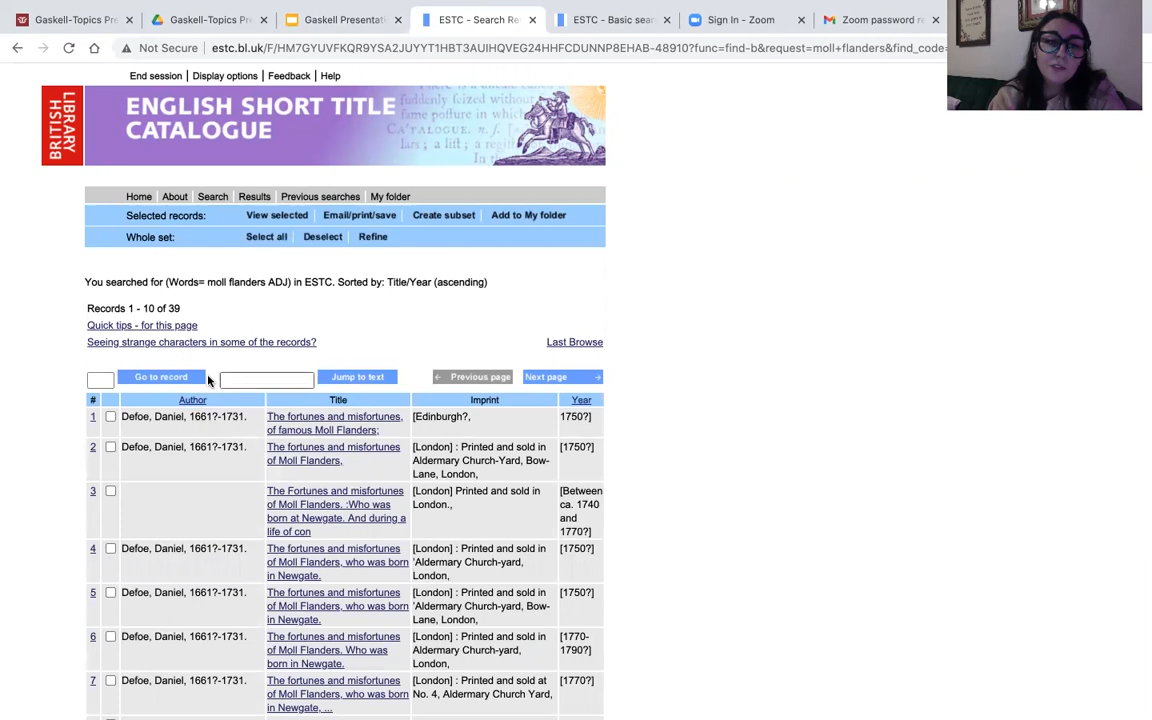 Gaskell-Topics Pre
Gaskell-Topics Pre
Gaskell Presentati
ESTC - Search Re
ESTC - Basic sear
Sign In - Zoom
Zoom password re
Not Secure
estc.bl.uk/F/HM7GYUVFKQR9YSA2JUYYT1HBT3AUIHQVEG24HHFCDUNNP8EHAB-48910?func=find-b&request=moll+flanders&find_code=
End session
Display options
Feedback
Help
BRITISH LIBRARY
ENGLISH SHORT TITLE
CATALOGUE
Home
About
Search
Results
Previous searches
My folder
Selected records:
View selected
Email/print/save
Create subset
Add to My folder
Whole set:
Select all
Deselect
Refine
You searched for (Words= moll flanders ADJ) in ESTC. Sorted by: Title/Year (ascending)
Records 1 - 10 of 39
Quick tips - for this page
Seeing strange characters in some of the records?
Last Browse
Go to record
Jump to text
Previous page
Next page
#
Author
Title
Imprint
Year
1
Defoe, Daniel, 1661?-1731.
The fortunes and misfortunes,
of famous Moll Flanders;
[Edinburgh?,
1750?]
2
Defoe, Daniel, 1661?-1731.
The fortunes and misfortunes
of Moll Flanders,
[London] : Printed and sold in
Aldermary Church-Yard, Bow-
Lane, London,
[1750?]
3
The Fortunes and misfortunes
of Moll Flanders. :Who was
born at Newgate. And during a
life of con
[London] Printed and sold in
London.,
[Between
ca. 1740
and
1770?]
4
Defoe, Daniel, 1661?-1731.
The fortunes and misfortunes
of Moll Flanders, who was born
in Newgate.
[London] : Printed and sold in
'Aldermary Church-yard,
London,
[1750?]
5
Defoe, Daniel, 1661?-1731.
The fortunes and misfortunes
of Moll Flanders, who was born
in Newgate.
[London] : Printed and sold in
'Aldermary Church-yard, Bow-
Lane, London,
[1750?]
6
Defoe, Daniel, 1661?-1731.
The fortunes and misfortunes
of Moll Flanders. Who was
born in Newgate.
[London] : Printed and sold in
Aldermary Church-yard,
London,
[1770-
1790?]
7
Defoe, Daniel, 1661?-1731.
The fortunes and misfortunes
of Moll Flanders, who was born
in Newgate, ...
[London] : Printed and sold at
No. 4, Aldermary Church Yard,
[1770?]